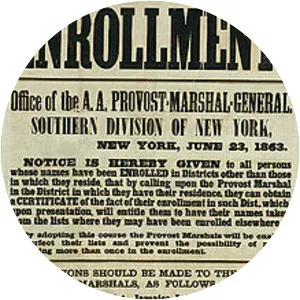 ENROLLMENT
Office of the A. A. PROVOST-MARSHAL-GENERAL,
SOUTHERN DIVISION OF NEW YORK,
NEW YORK, JUNE 23, 1863.
NOTICE IS HEREBY GIVEN to all persons
whose names have been ENROLLED in Districts other than those
in which they reside, that by calling upon the Provost Marshal
in the District in which they have their residence, they can obtain
a CERTIFICATE of the fact of their enrollment in such Dist., which
upon presentation, will entitle them to have their names taken
from the lists where they may have been enrolled elsewhere
By adopting this course the Provost Marshals will be enabled
perfect their lists and prevent the possibility of
being more than once in the enrollment.
IONS SHOULD BE MADE TO THE
MARSHALS, AS FOLLOWS
Jamaica